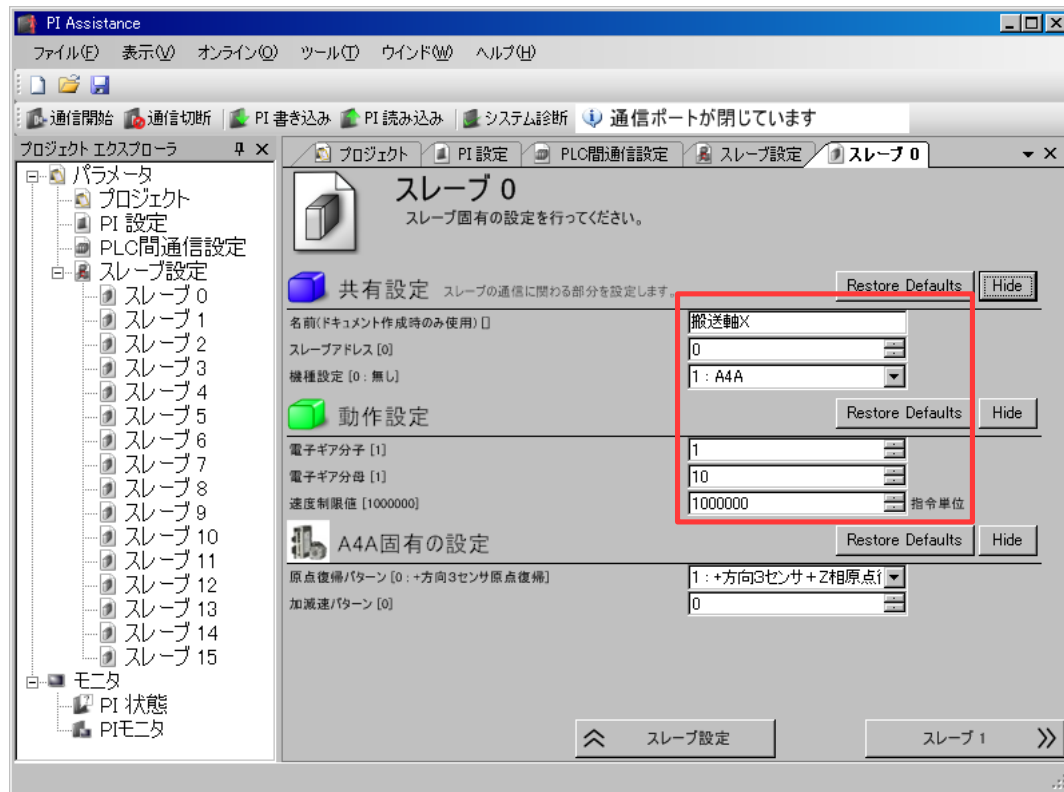 PI Assistance
ファイル(F) 表示(V) オンライン(O) ツール(T) ウインド(W) ヘルプ(H)
通信開始 通信切断 PI 書き込み PI 読み込み システム診断 通信ポートが閉じています
プロジェクト エクスプローラ
プロジェクト PI 設定 PLC間通信設定 スレーブ設定 スレーブ 0
パラメータ
プロジェクト
PI 設定
PLC間通信設定
スレーブ設定
スレーブ 0
スレーブ 1
スレーブ 2
スレーブ 3
スレーブ 4
スレーブ 5
スレーブ 6
スレーブ 7
スレーブ 8
スレーブ 9
スレーブ 10
スレーブ 11
スレーブ 12
スレーブ 13
スレーブ 14
スレーブ 15
モニタ
PI 状態
PIモニタ
スレーブ 0
スレーブ固有の設定を行ってください。
共有設定 スレーブの通信に関わる部分を設定します。 Restore Defaults Hide
名前(ドキュメント作成時のみ使用) [] 搬送軸X
スレーブアドレス [0] 0
機種設定 [0 : 無し] 1 : A4A
動作設定 Restore Defaults Hide
電子ギア分子 [1] 1
電子ギア分母 [1] 10
速度制限値 [1000000] 1000000 指令単位
A4A固有の設定 Restore Defaults Hide
原点復帰パターン [0 : +方向3センサ原点復帰] 1 : +方向3センサ+Z相原点
加減速パターン [0] 0
スレーブ設定 スレーブ 1